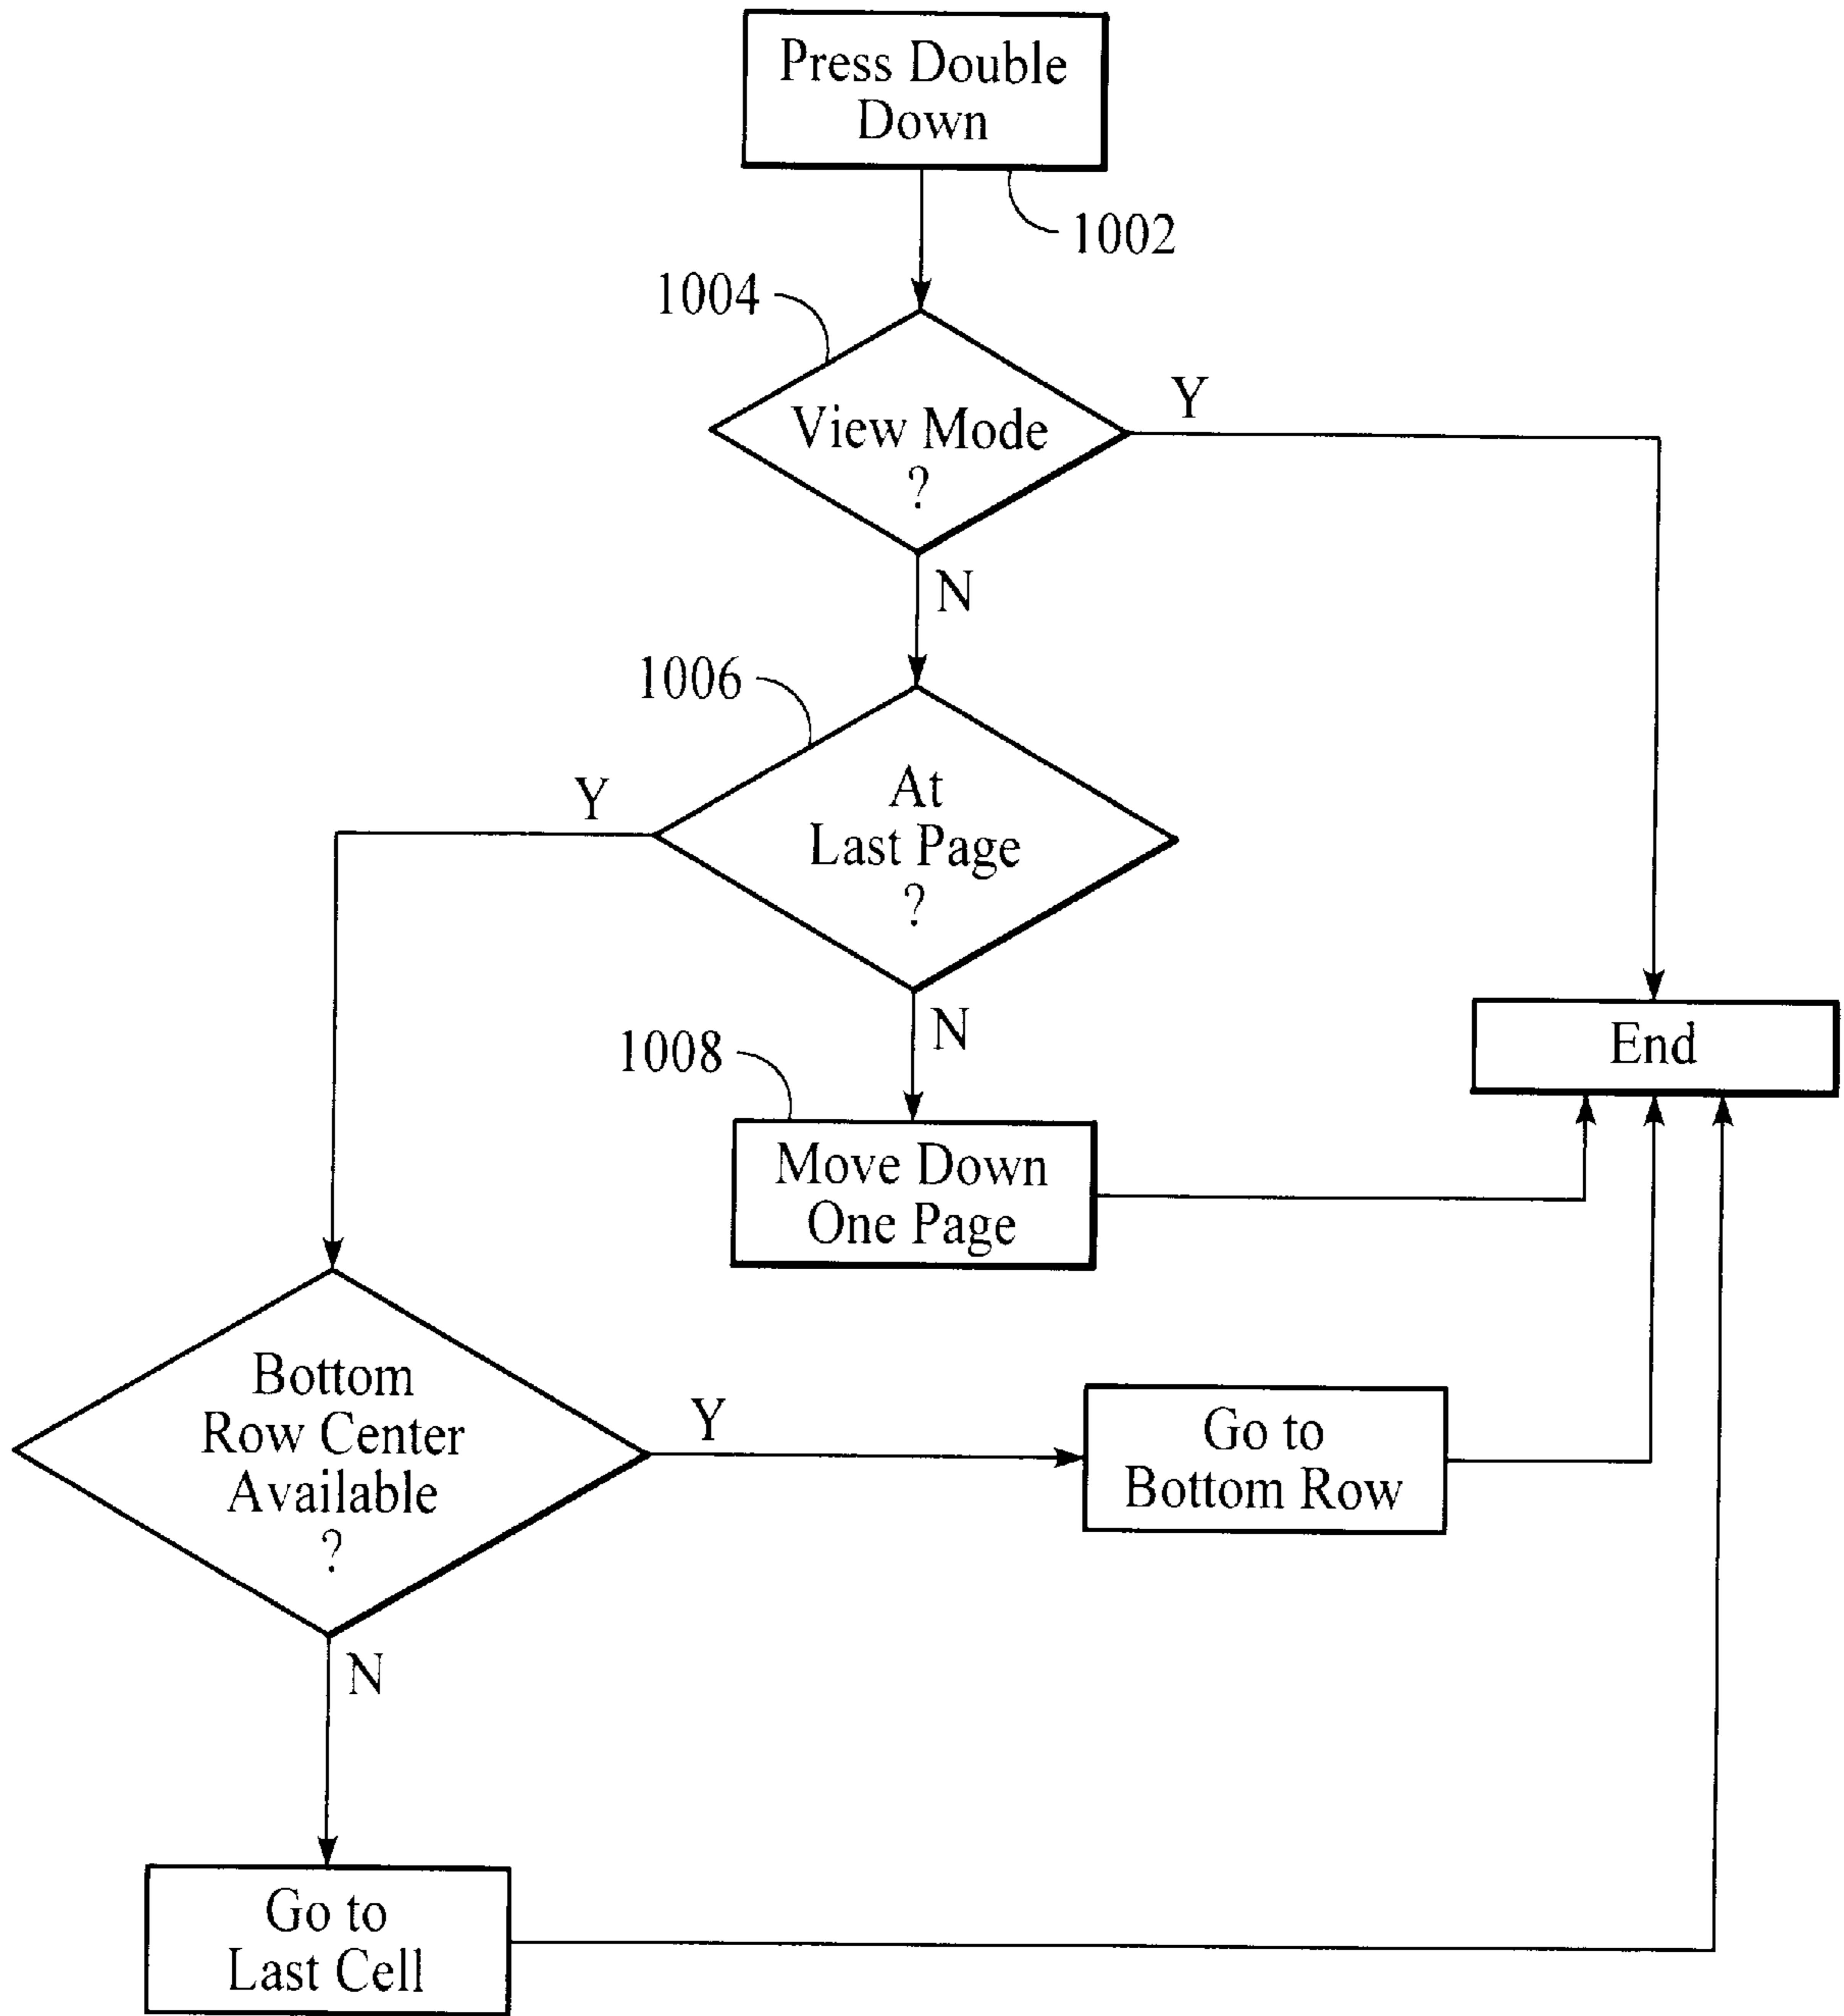 Press Double
Down
1002
1004
View Mode
?
Y
N
1006
At
Last Page
?
Y
N
1008
Move Down
One Page
End
Bottom
Row Center
Available
?
Y
Go to
Bottom Row
N
Go to
Last Cell